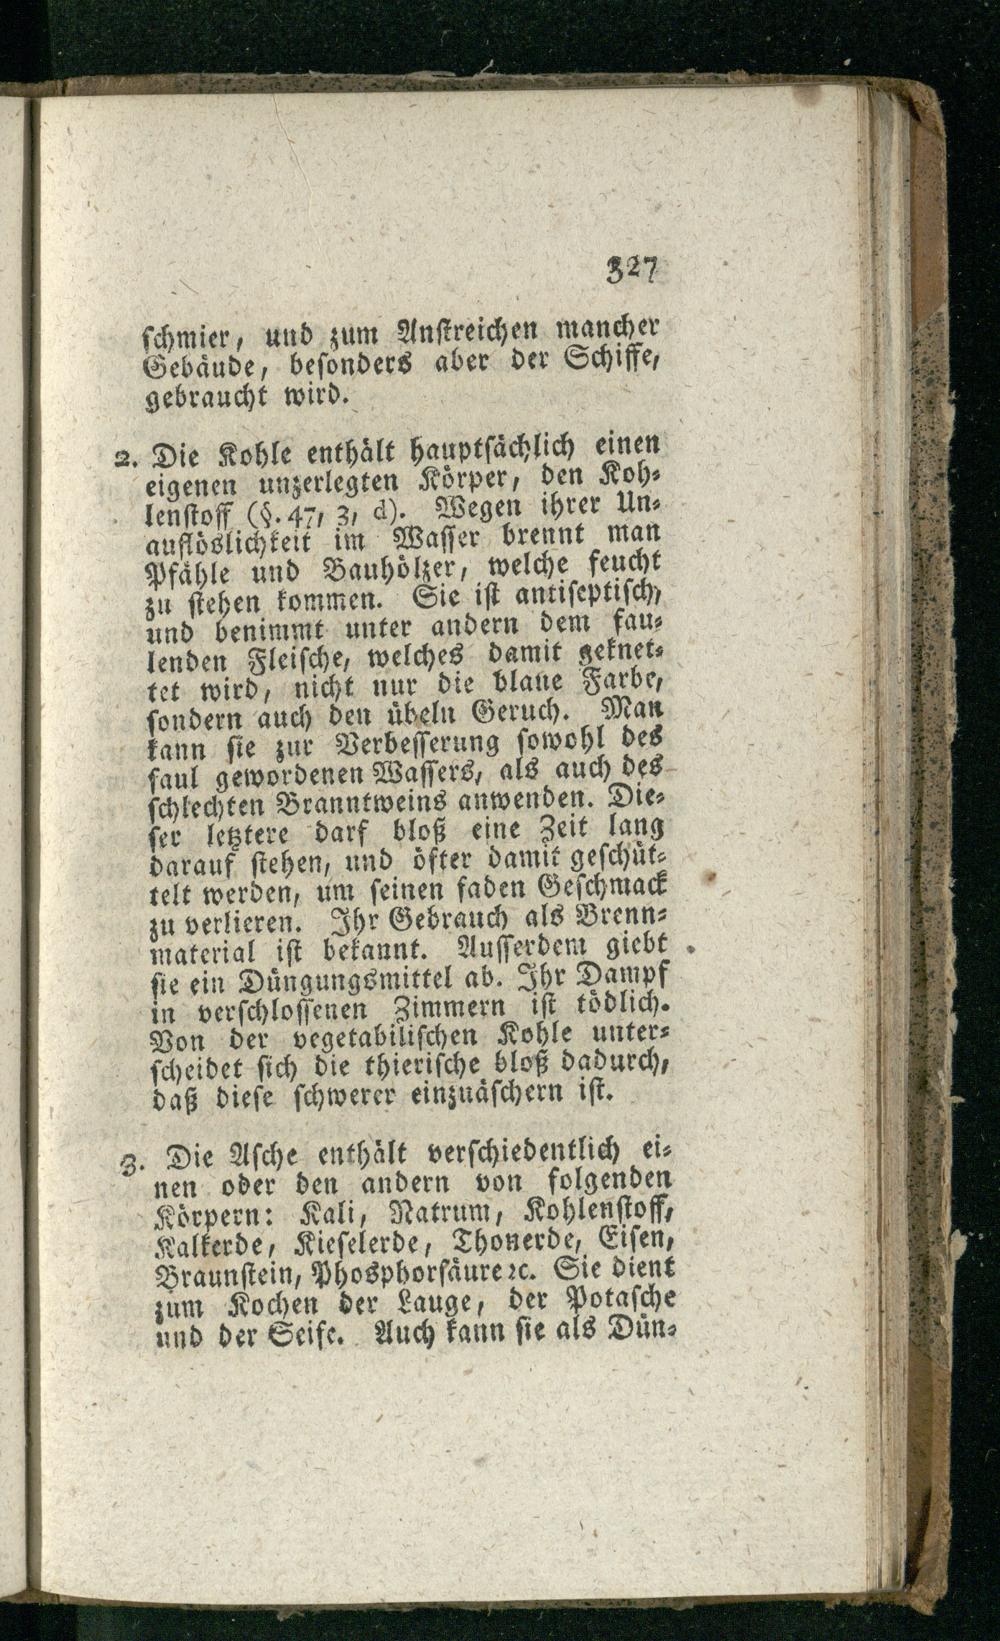 327
schmier, und zum Anstreichen mancher
Gebäude, besonders aber der Schiffe,
gebraucht wird.
2. Die Kohle enthält hauptsächlich einen
eigenen unzerlegten Körper, den Koh-
lenstoff (§. 47, 3, d). Wegen ihrer Un-
auflöslichkeit im Wasser brennt man
Pfähle und Bauhölzer, welche feucht
zu stehen kommen. Sie ist antiseptisch,
und benimmt unter andern dem fau-
lenden Fleische, welches damit geknet-
tet wird, nicht nur die blaue Farbe,
sondern auch den übeln Geruch. Man
kann sie zur Verbesserung sowohl des
faul gewordenen Wassers, als auch des
schlechten Branntweins anwenden. Die-
ser letztere darf bloß eine Zeit lang
darauf stehen, und öfter damit geschüt-
telt werden, um seinen faden Geschmack
zu verlieren. Ihr Gebrauch als Brenn-
material ist bekannt. Ausserdem giebt
sie ein Düngungsmittel ab. Ihr Dampf
in verschlossenen Zimmern ist tödlich.
Von der vegetabilischen Kohle unter-
scheidet sich die thierische bloß dadurch,
daß diese schwerer einzuäschern ist.
3. Die Asche enthält verschiedentlich ei-
nen oder den andern von folgenden
Körpern: Kali, Natrum, Kohlenstoff,
Kalkerde, Kieselerde, Thonerde, Eisen,
Braunstein, Phosphorsäure ꝛc. Sie dient
zum Kochen der Lauge, der Potasche
und der Seife. Auch kann sie als Dün-